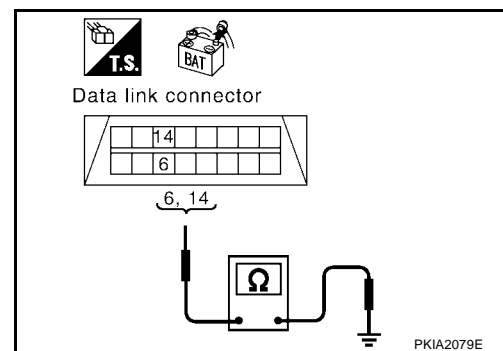 T.S.
BAT
Data link connector
14
6
6, 14
Ω
PKIA2079E